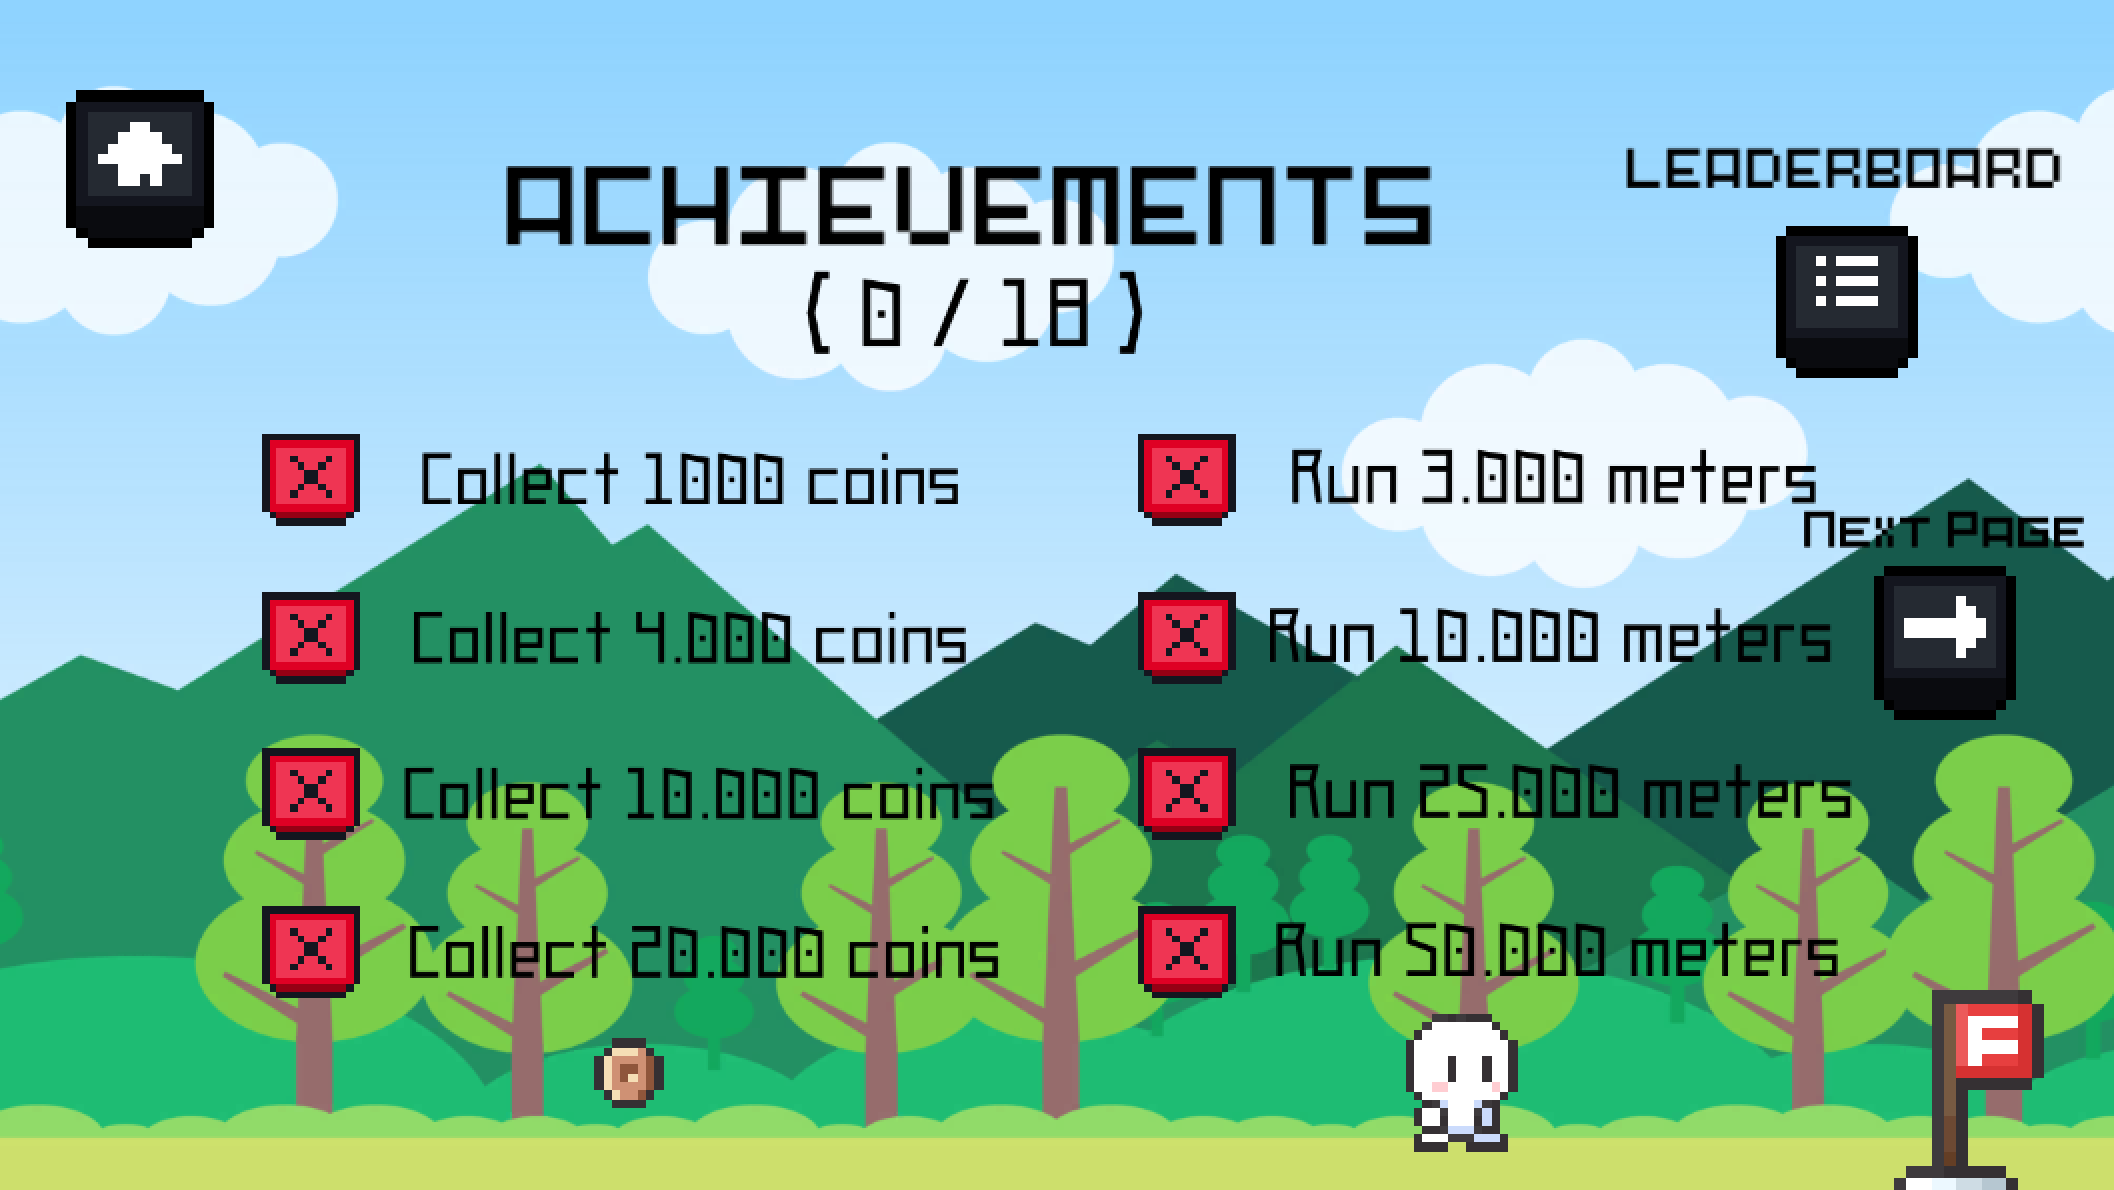 ACHIEVEMENTS
( 0 / 18 )
LEADERBOARD
Collect 1000 coins
Run 3.000 meters
NEXT PAGE
Collect 4.000 coins
Run 10.000 meters
Collect 10.000 coins
Run 25.000 meters
Collect 20.000 coins
Run 50.000 meters
F